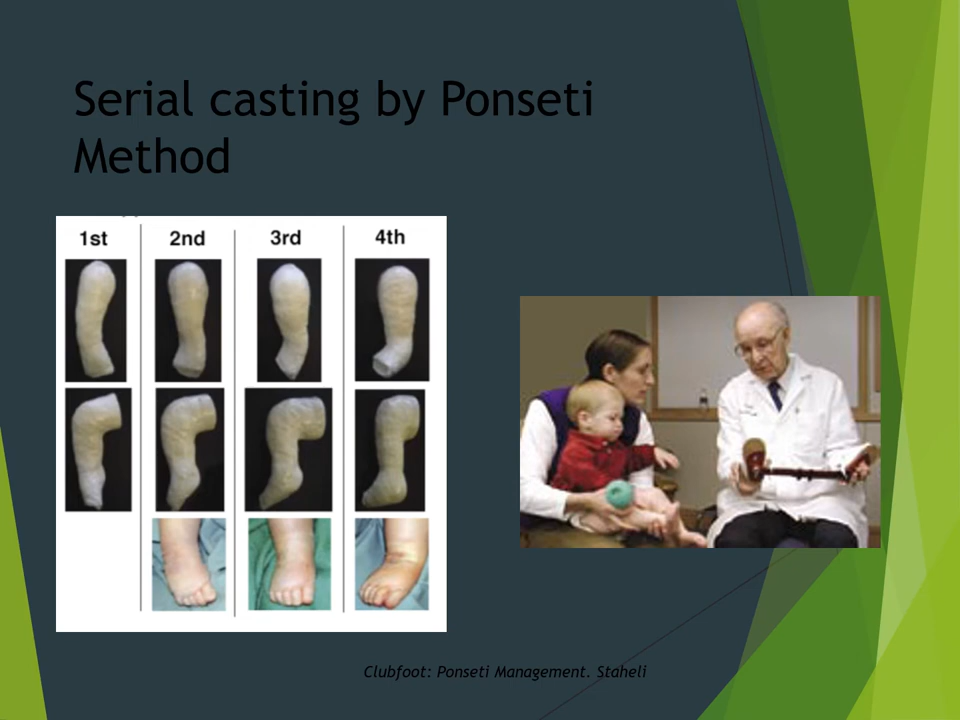 Serial casting by Ponseti
Method
1st 2nd 3rd 4th
Clubfoot: Ponseti Management. Staheli